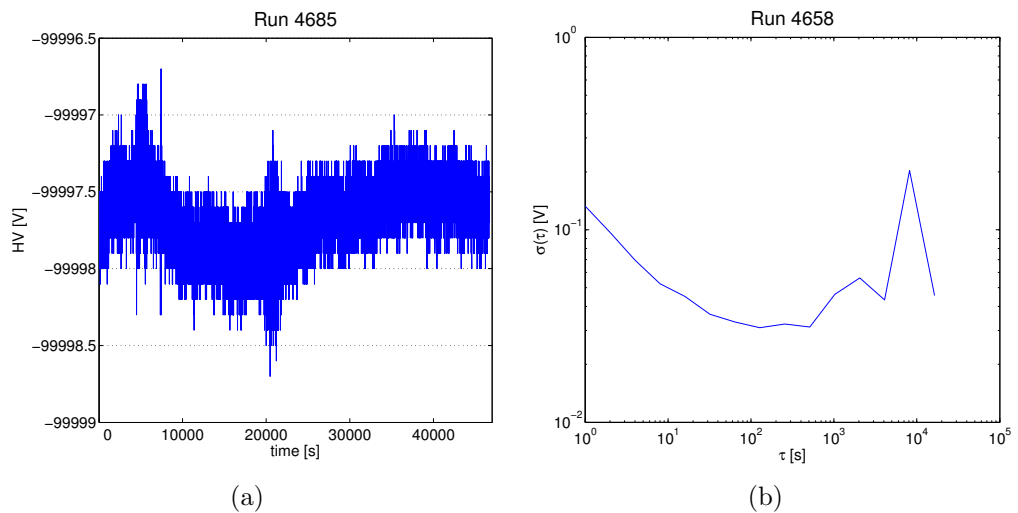 Run 4685
−99996.5
−99997
−99997.5
−99998
−99998.5
−99999
HV [V]
0 10000 20000 30000 40000
time [s]
(a)
Run 4658
10^0
10^-1
10^-2
σ(τ) [V]
10^0 10^1 10^2 10^3 10^4 10^5
τ [s]
(b)